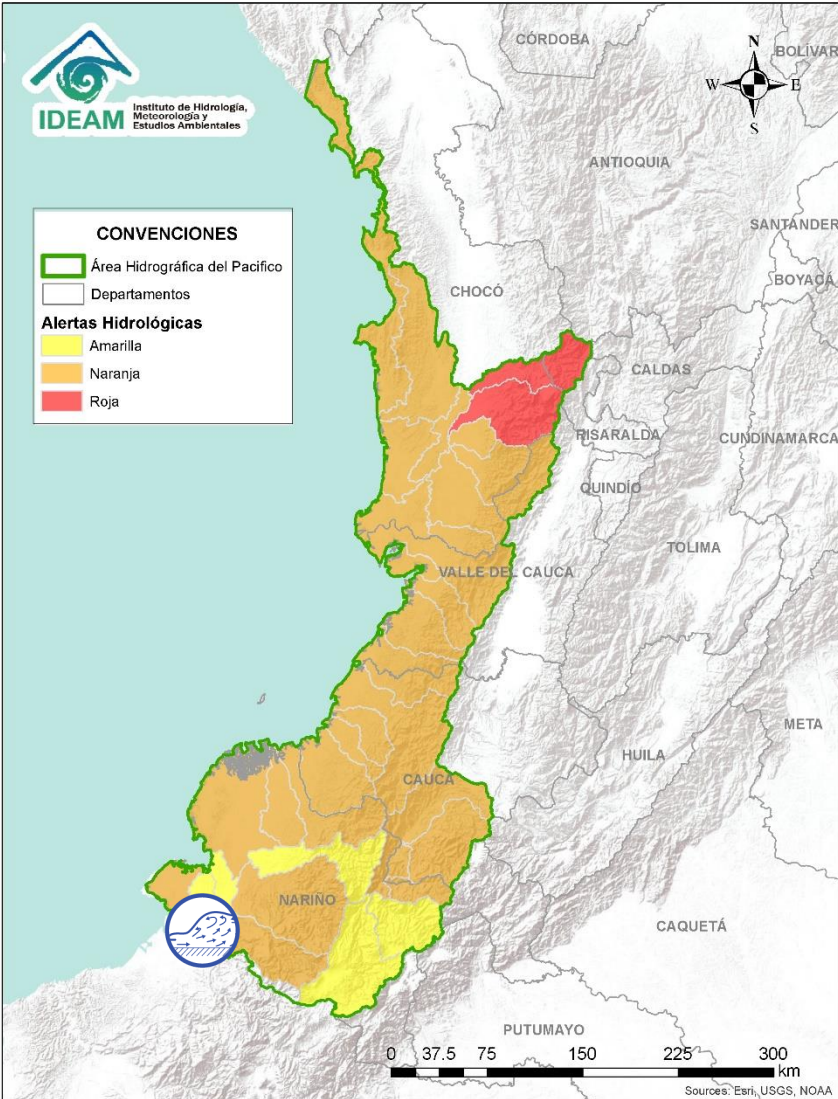 IDEAM
Instituto de Hidrología,
Meteorología y
Estudios Ambientales
N
W
E
S
CÓRDOBA
BOLÍVAR
ANTIOQUIA
SANTANDER
BOYACÁ
CHOCÓ
CALDAS
RISARALDA
CUNDINAMARCA
QUINDÍO
TOLIMA
VALLE DEL CAUCA
META
HUILA
CAUCA
NARIÑO
CAQUETÁ
PUTUMAYO
CONVENCIONES
Área Hidrográfica del Pacifico
Departamentos
Alertas Hidrológicas
Amarilla
Naranja
Roja
0 37.5 75 150 225 300
km
Sources: Esri, USGS, NOAA